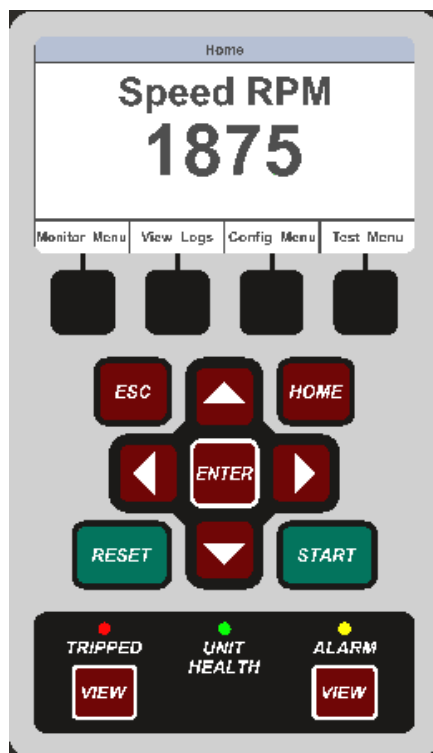 Home
Speed RPM
1875
Monitor Menu View Logs Config Menu Test Menu
ESC HOME
ENTER
RESET START
TRIPPED UNIT HEALTH ALARM
VIEW VIEW